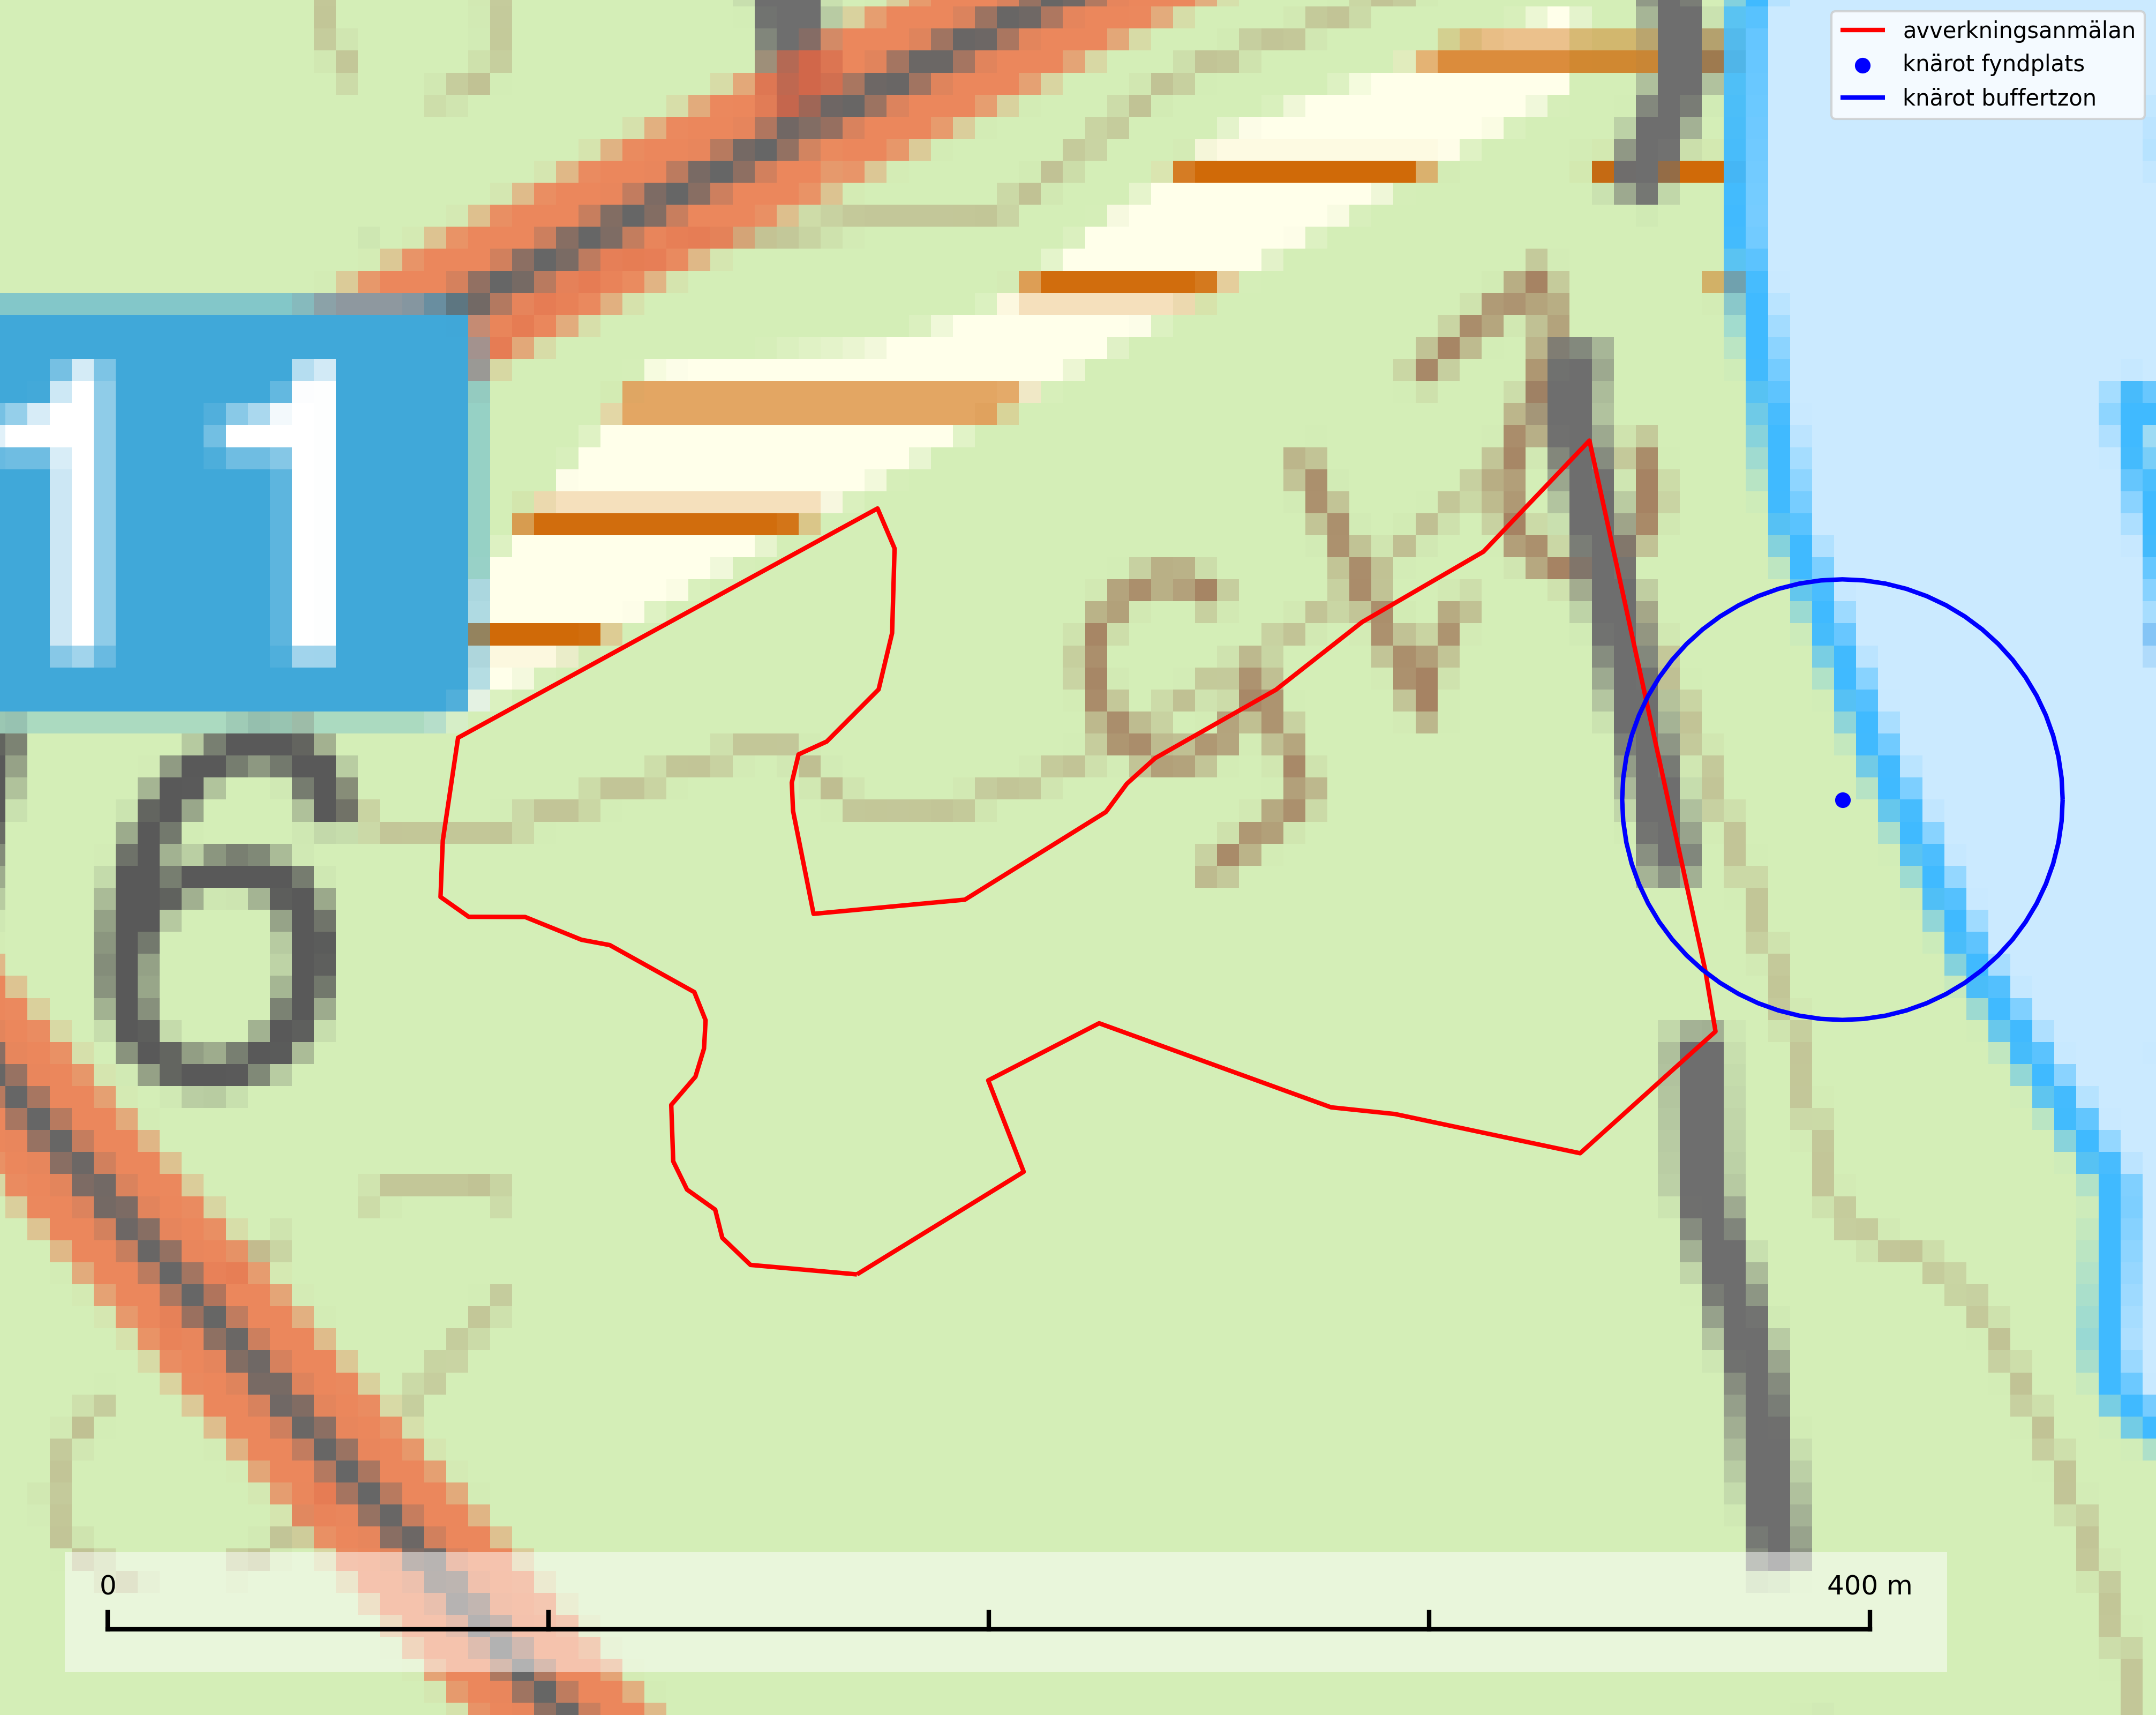 avverkningsanmälan
knärot fyndplats
knärot buffertzon
11
6
0
400 m